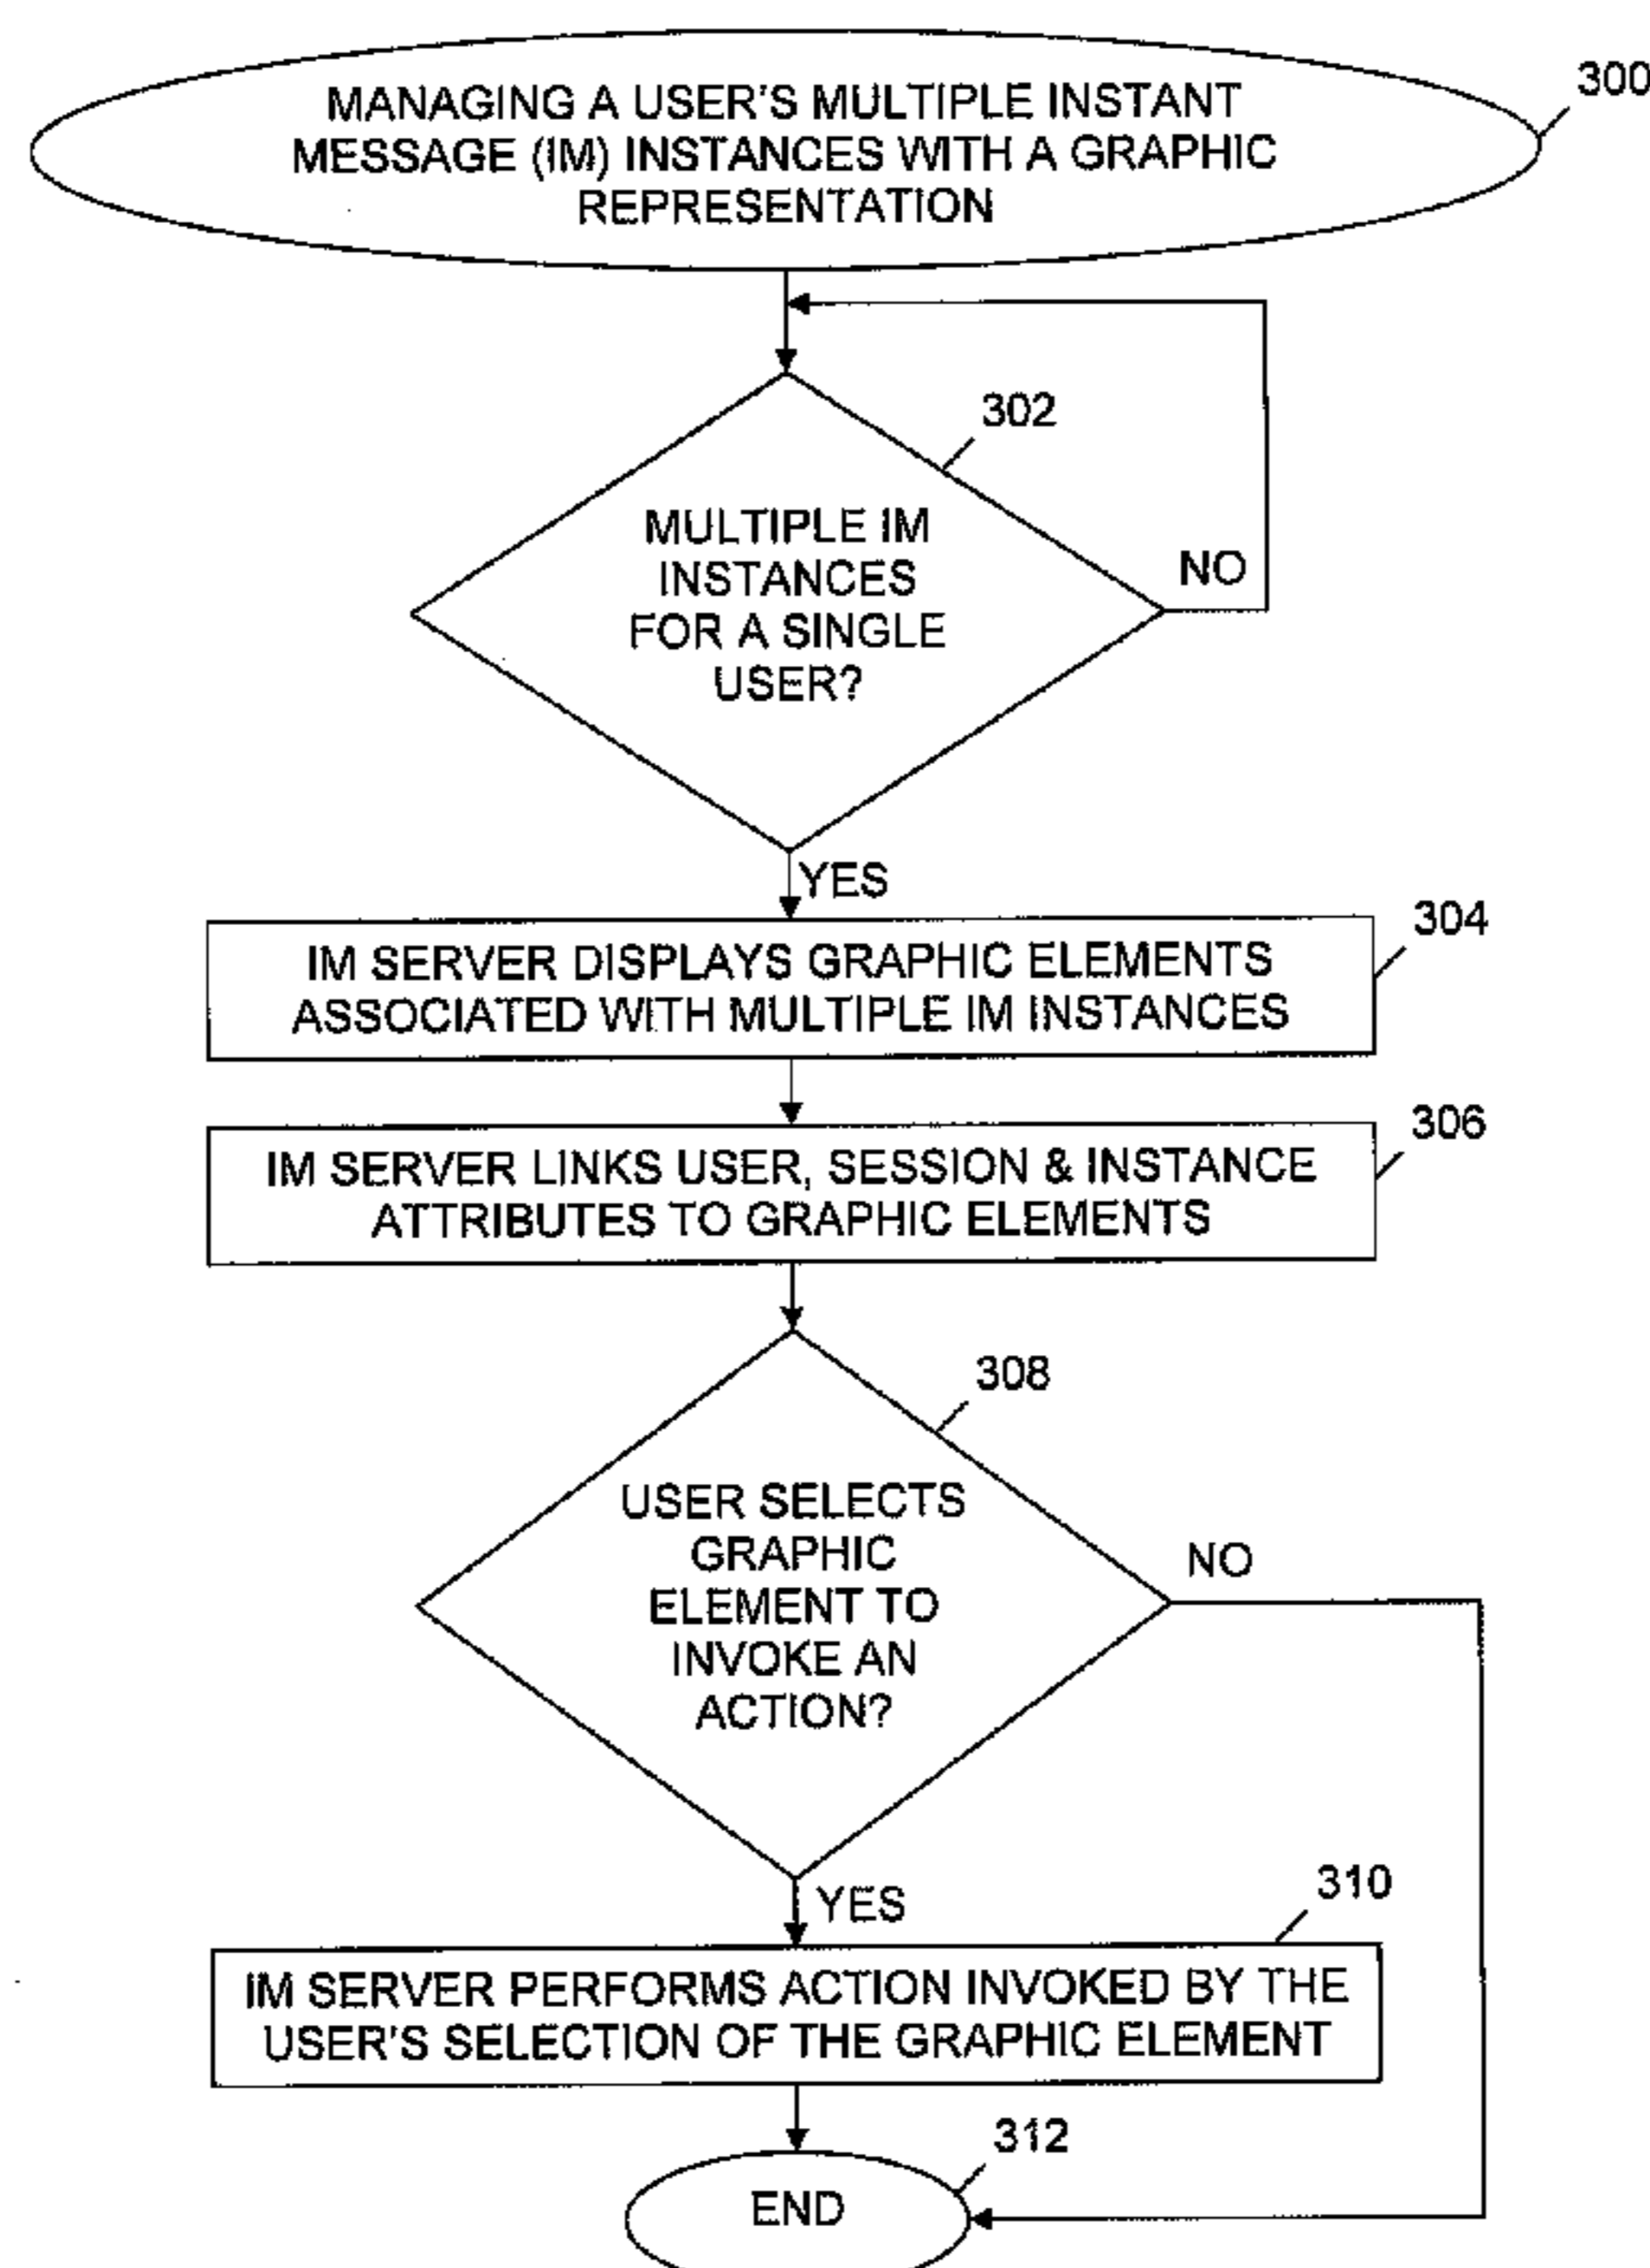 300
MANAGING A USER'S MULTIPLE INSTANT
MESSAGE (IM) INSTANCES WITH A GRAPHIC
REPRESENTATION
302
MULTIPLE IM
INSTANCES
FOR A SINGLE
USER?
NO
YES
304
IM SERVER DISPLAYS GRAPHIC ELEMENTS
ASSOCIATED WITH MULTIPLE IM INSTANCES
306
IM SERVER LINKS USER, SESSION & INSTANCE
ATTRIBUTES TO GRAPHIC ELEMENTS
308
USER SELECTS
GRAPHIC
ELEMENT TO
INVOKE AN
ACTION?
NO
YES
310
IM SERVER PERFORMS ACTION INVOKED BY THE
USER'S SELECTION OF THE GRAPHIC ELEMENT
312
END